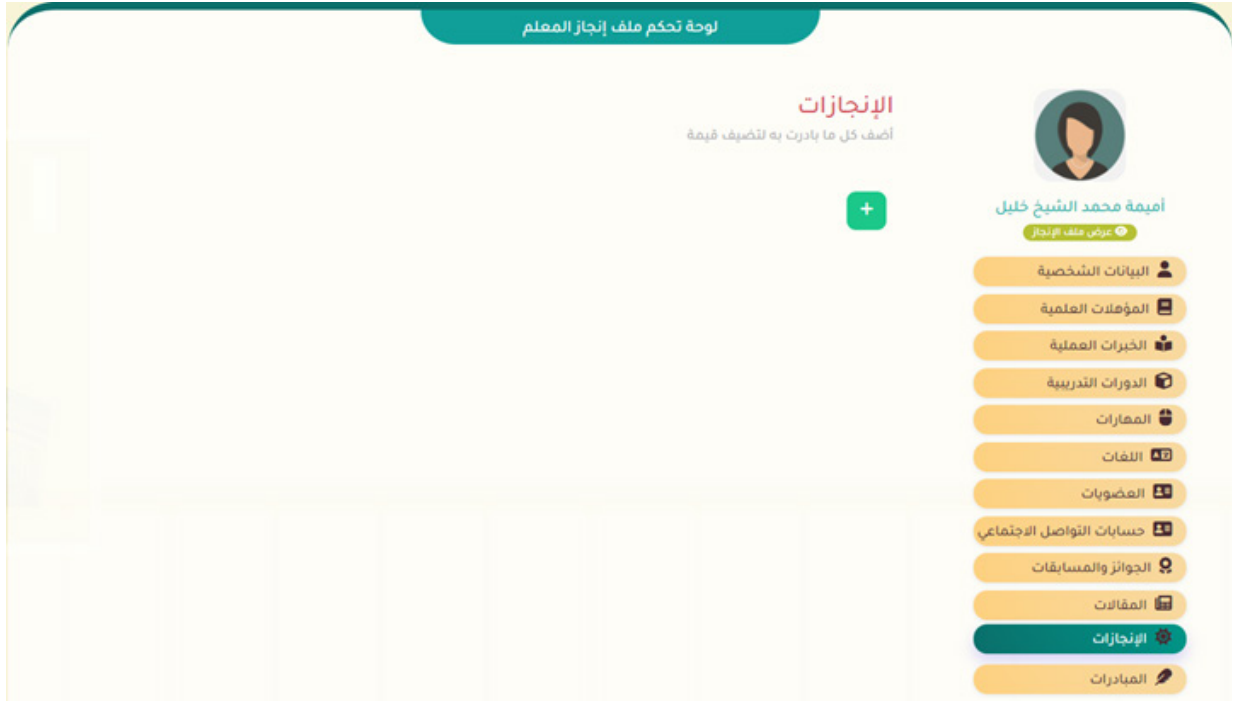 لوحة تحكم ملف إنجاز المعلم
الإنجازات
أضف كل ما بادرت به لتضيف قيمة
+
أميمة محمد الشيخ خليل
عرض ملف الإنجاز
البيانات الشخصية
المؤهلات العلمية
الخبرات العملية
الدورات التدريبية
المهارات
اللغات
العضويات
حسابات التواصل الاجتماعي
الجوائز والمسابقات
المقالات
الإنجازات
المبادرات